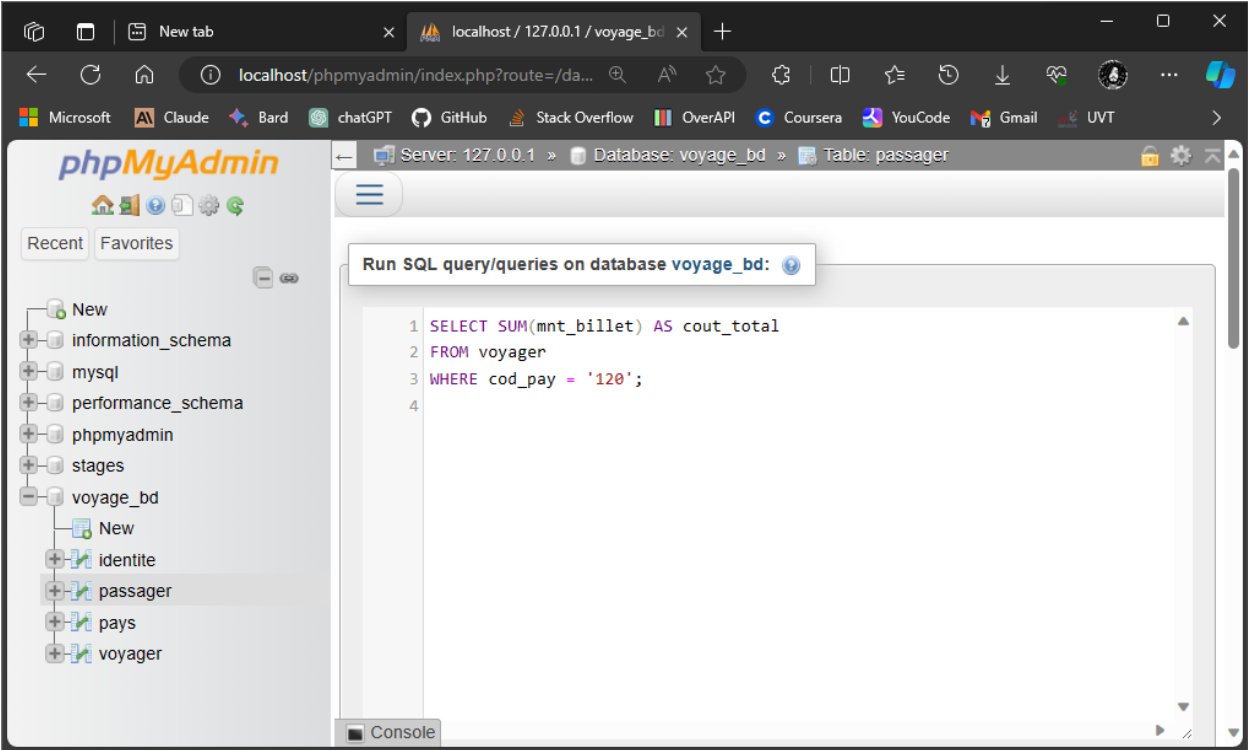 New tab
localhost / 127.0.0.1 / voyage_bd
localhost/phpmyadmin/index.php?route=/da...
Microsoft Claude Bard chatGPT GitHub Stack Overflow OverAPI Coursera YouCode Gmail UVT
phpMyAdmin
Recent Favorites
New
information_schema
mysql
performance_schema
phpmyadmin
stages
voyage_bd
New
identite
passager
pays
voyager
Server: 127.0.0.1 » Database: voyage_bd » Table: passager
Run SQL query/queries on database voyage_bd:
1 SELECT SUM(mnt_billet) AS cout_total
2 FROM voyager
3 WHERE cod_pay = '120';
4
Console